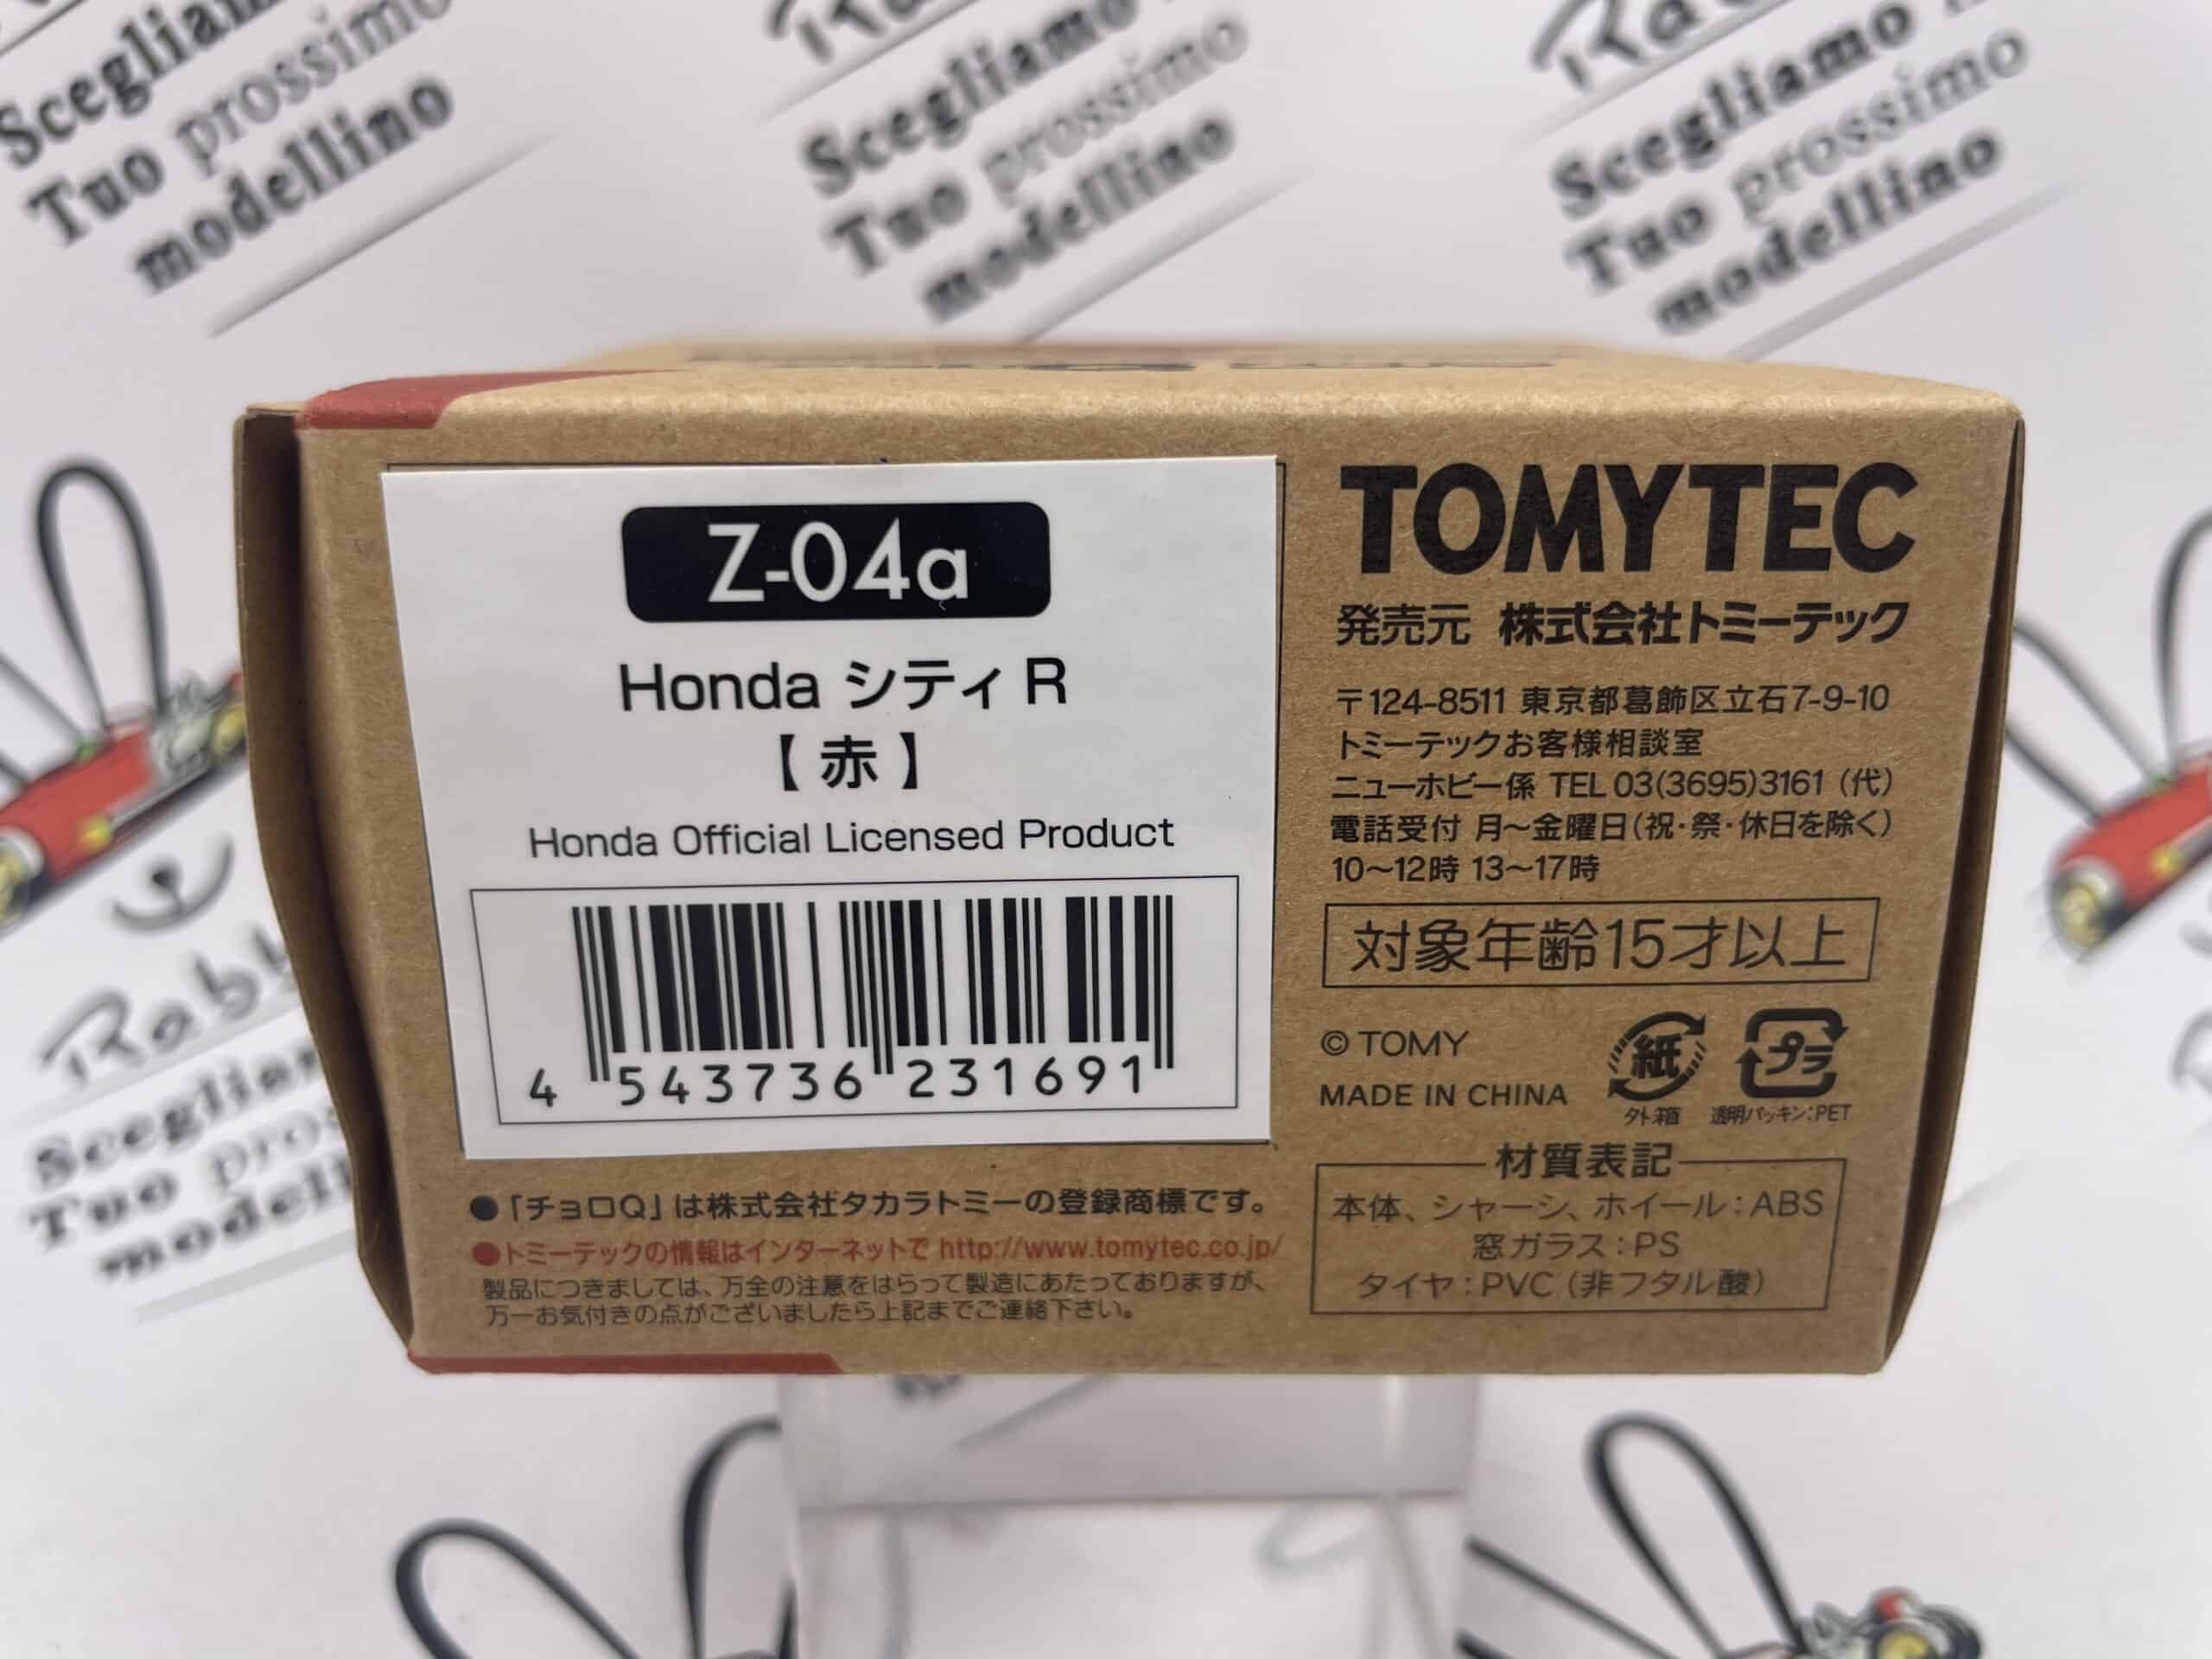 Scegliamo
Tuo prossimo
modellino
Scegliamo
Tuo prossimo
modellino
Scegliamo
Tuo prossimo
modellino
Z-04a
Honda シティ R
【 赤 】
Honda Official Licensed Product
4 543736 231691
●「チョロQ」は株式会社タカラトミーの登録商標です。
●トミーテックの情報はインターネットで http://www.tomytec.co.jp/
製品につきましては、万全の注意をはらって製造にあたっておりますが、
万一お気付きの点がございましたら上記までご連絡下さい。
TOMYTEC
発売元 株式会社トミーテック
〒124-8511 東京都葛飾区立石7-9-10
トミーテックお客様相談室
ニューホビー係 TEL 03(3695)3161 (代)
電話受付 月〜金曜日(祝・祭・休日を除く)
10〜12時 13〜17時
対象年齢15才以上
© TOMY
MADE IN CHINA
紙
外箱
プラ
透明パッキン:PET
材質表記
本体、シャーシ、ホイール:ABS
窓ガラス:PS
タイヤ:PVC (非フタル酸)